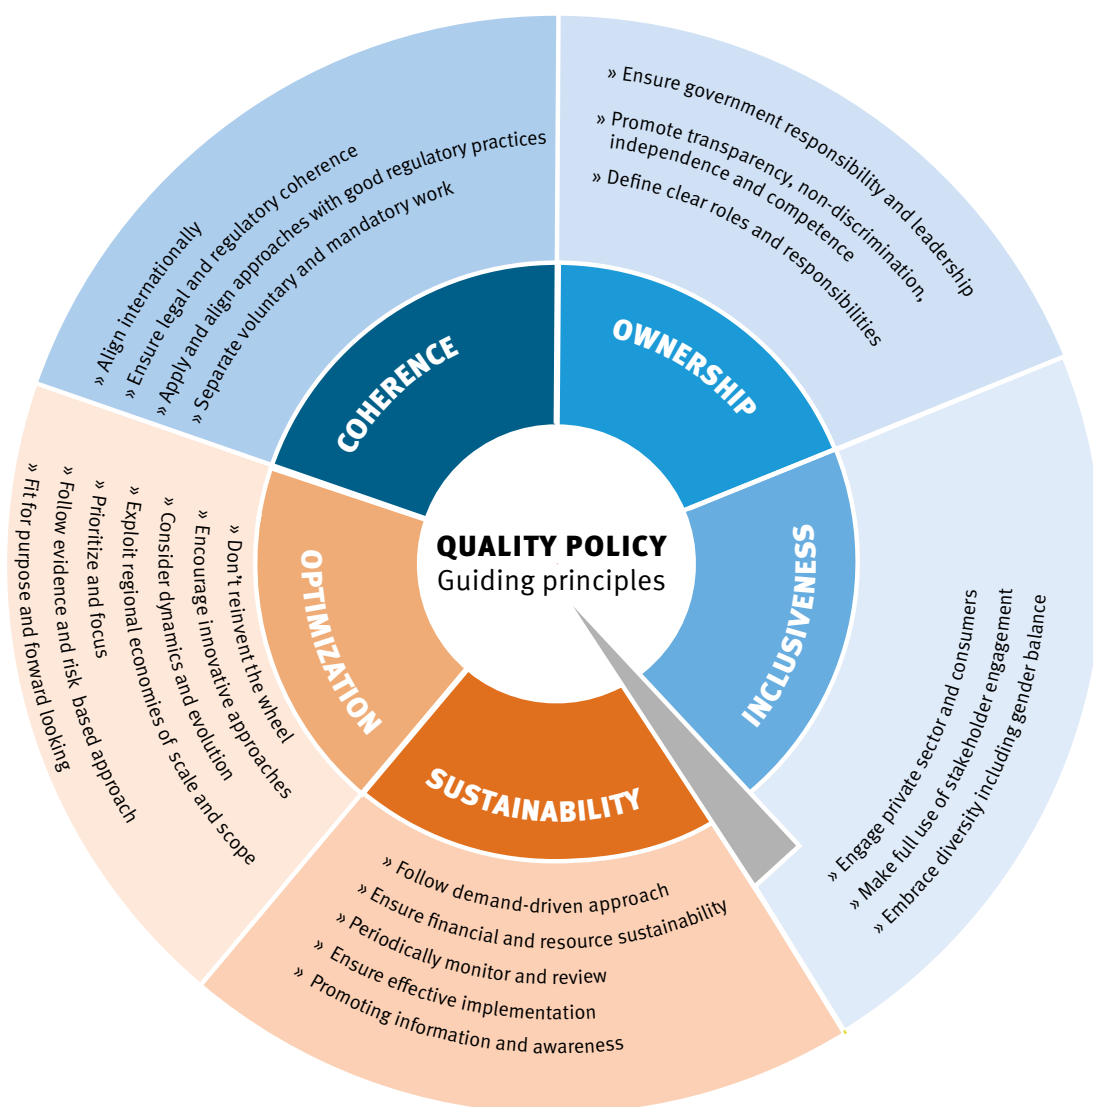 QUALITY POLICY
Guiding principles
OWNERSHIP
» Ensure government responsibility and leadership
» Promote transparency, non-discrimination,
independence and competence
» Define clear roles and responsibilities
INCLUSIVENESS
» Engage private sector and consumers
» Make full use of stakeholder engagement
» Embrace diversity including gender balance
SUSTAINABILITY
» Follow demand-driven approach
» Ensure financial and resource sustainability
» Periodically monitor and review
» Ensure effective implementation
» Promoting information and awareness
OPTIMIZATION
» Don't reinvent the wheel
» Encourage innovative approaches
» Consider dynamics and evolution
» Exploit regional economies of scale and scope
» Prioritize and focus
» Follow evidence and risk based approach
» Fit for purpose and forward looking
COHERENCE
» Align internationally
» Ensure legal and regulatory coherence
» Apply and align approaches with good regulatory practices
» Separate voluntary and mandatory work